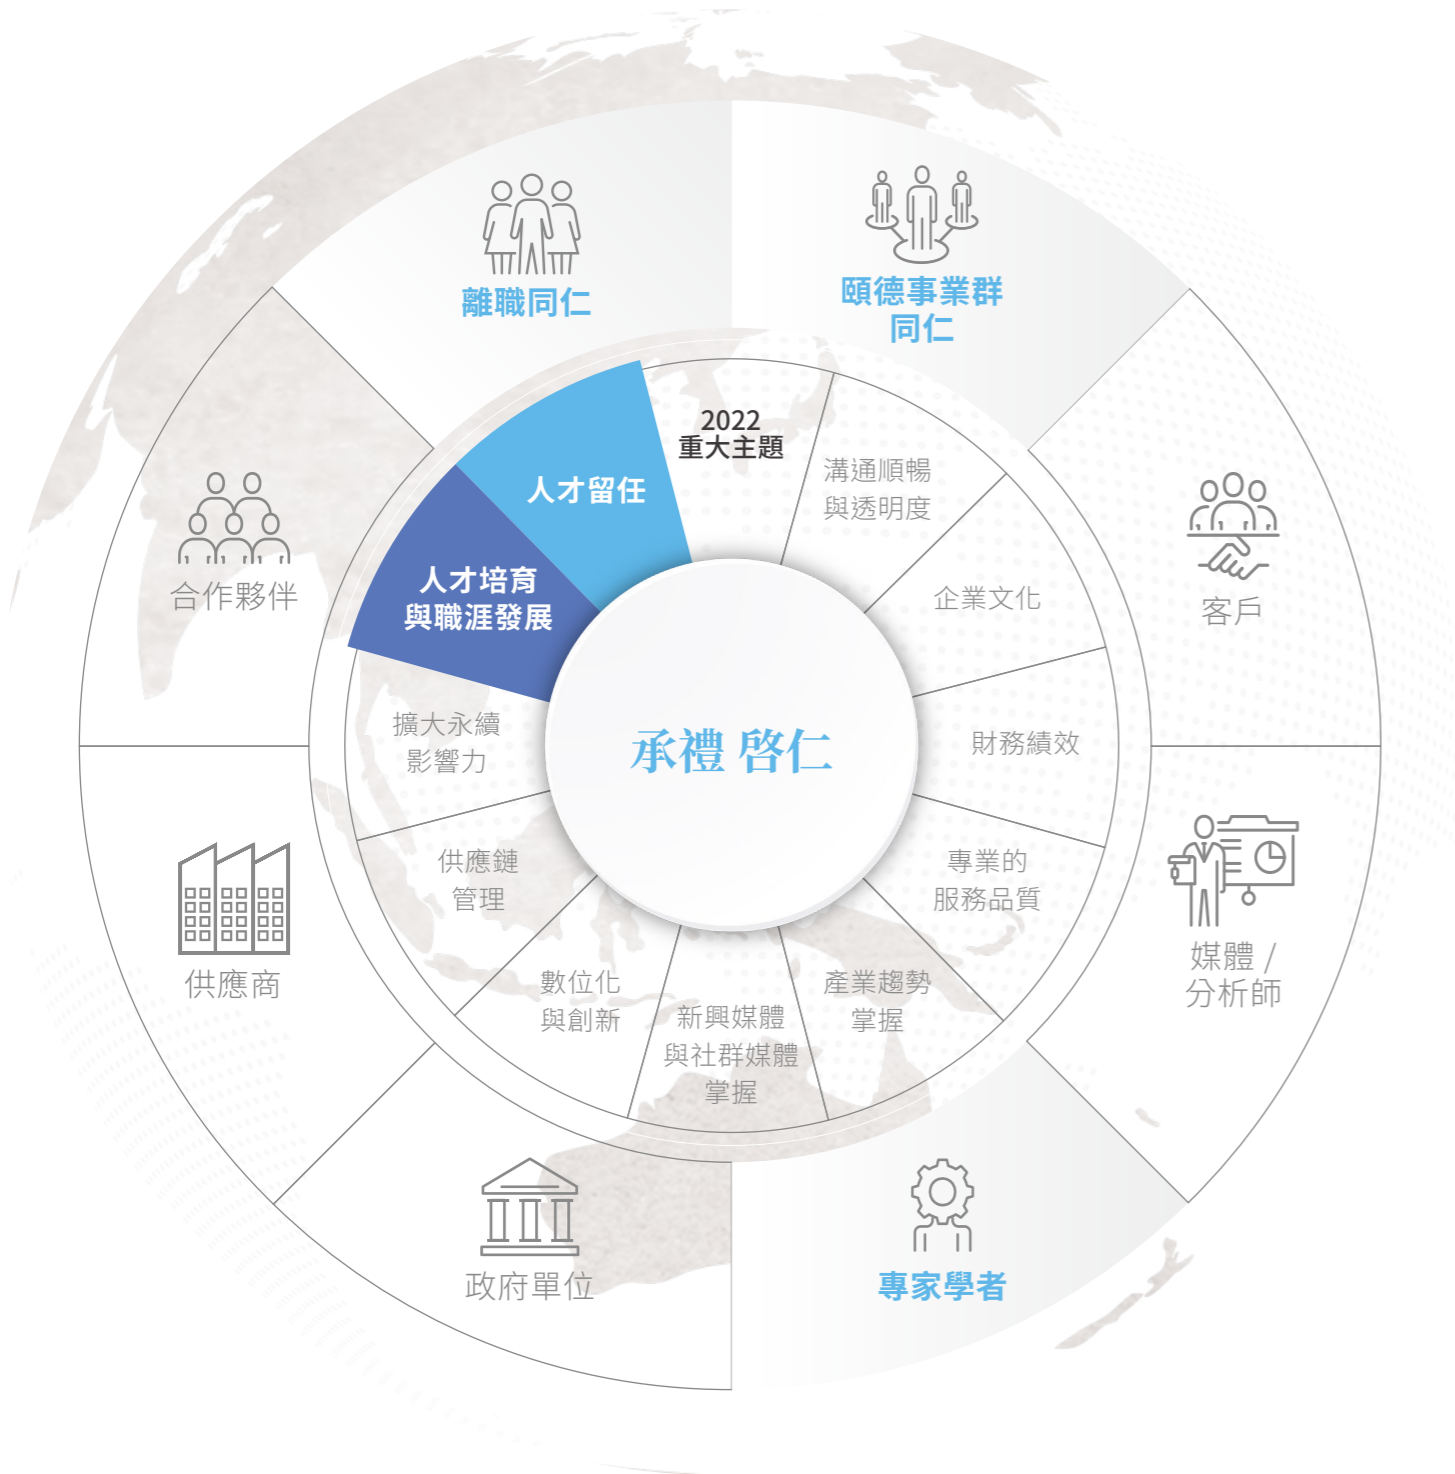 離職同仁
頤德事業群
同仁
客戶
媒體 /
分析師
專家學者
政府單位
供應商
合作夥伴
2022
重大主題
溝通順暢
與透明度
企業文化
財務績效
專業的
服務品質
產業趨勢
掌握
新興媒體
與社群媒體
掌握
數位化
與創新
供應鏈
管理
擴大永續
影響力
人才培育
與職涯發展
人才留任
承禮 啓仁